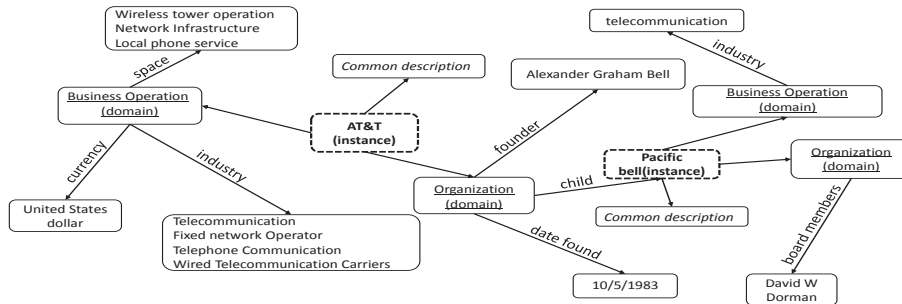 Wireless tower operation
Network Infrastructure
Local phone service
space
Business Operation
(domain)
currency
United States
dollar
industry
Telecommunication
Fixed network Operator
Telephone Communication
Wired Telecommunication Carriers
Common description
AT&T
(instance)
Organization
(domain)
founder
Alexander Graham Bell
child
date found
10/5/1983
Pacific
bell(instance)
Common description
telecommunication
industry
Business Operation
(domain)
Organization
(domain)
board members
David W
Dorman